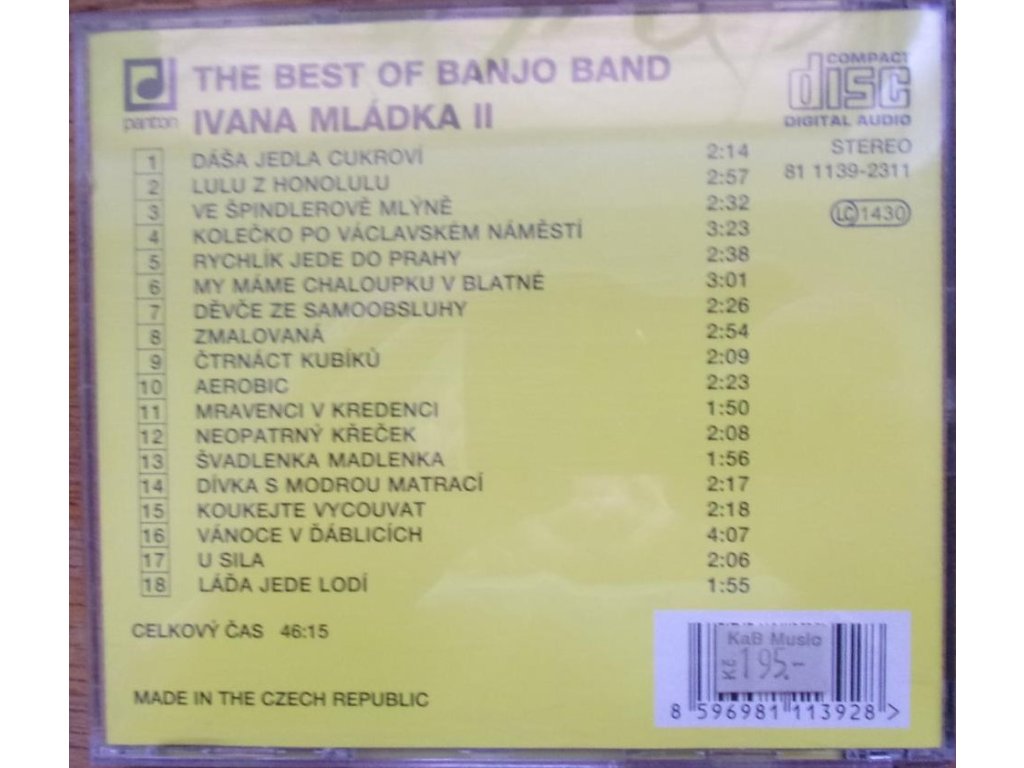 panton
THE BEST OF BANJO BAND
IVANA MLÁDKA II
COMPACT
disc
DIGITAL AUDIO
STEREO
81 1139-2311
LC 1430
1 DÁŠA JEDLA CUKROVÍ 2:14
2 LULU Z HONOLULU 2:57
3 VE ŠPINDLEROVĚ MLÝNĚ 2:32
4 KOLEČKO PO VÁCLAVSKÉM NÁMĚSTÍ 3:23
5 RYCHLÍK JEDE DO PRAHY 2:38
6 MY MÁME CHALOUPKU V BLATNÉ 3:01
7 DĚVČE ZE SAMOOBSLUHY 2:26
8 ZMALOVANÁ 2:54
9 ČTRNÁCT KUBÍKŮ 2:09
10 AEROBIC 2:23
11 MRAVENCI V KREDENCI 1:50
12 NEOPATRNÝ KŘEČEK 2:08
13 ŠVADLENKA MADLENKA 1:56
14 DÍVKA S MODROU MATRACÍ 2:17
15 KOUKEJTE VYCOUVAT 2:18
16 VÁNOCE V ĎÁBLICÍCH 4:07
17 U SILA 2:06
18 LÁĎA JEDE LODÍ 1:55
CELKOVÝ ČAS 46:15
MADE IN THE CZECH REPUBLIC
KaB Music
Kč 195.-
8 596981 113928 >